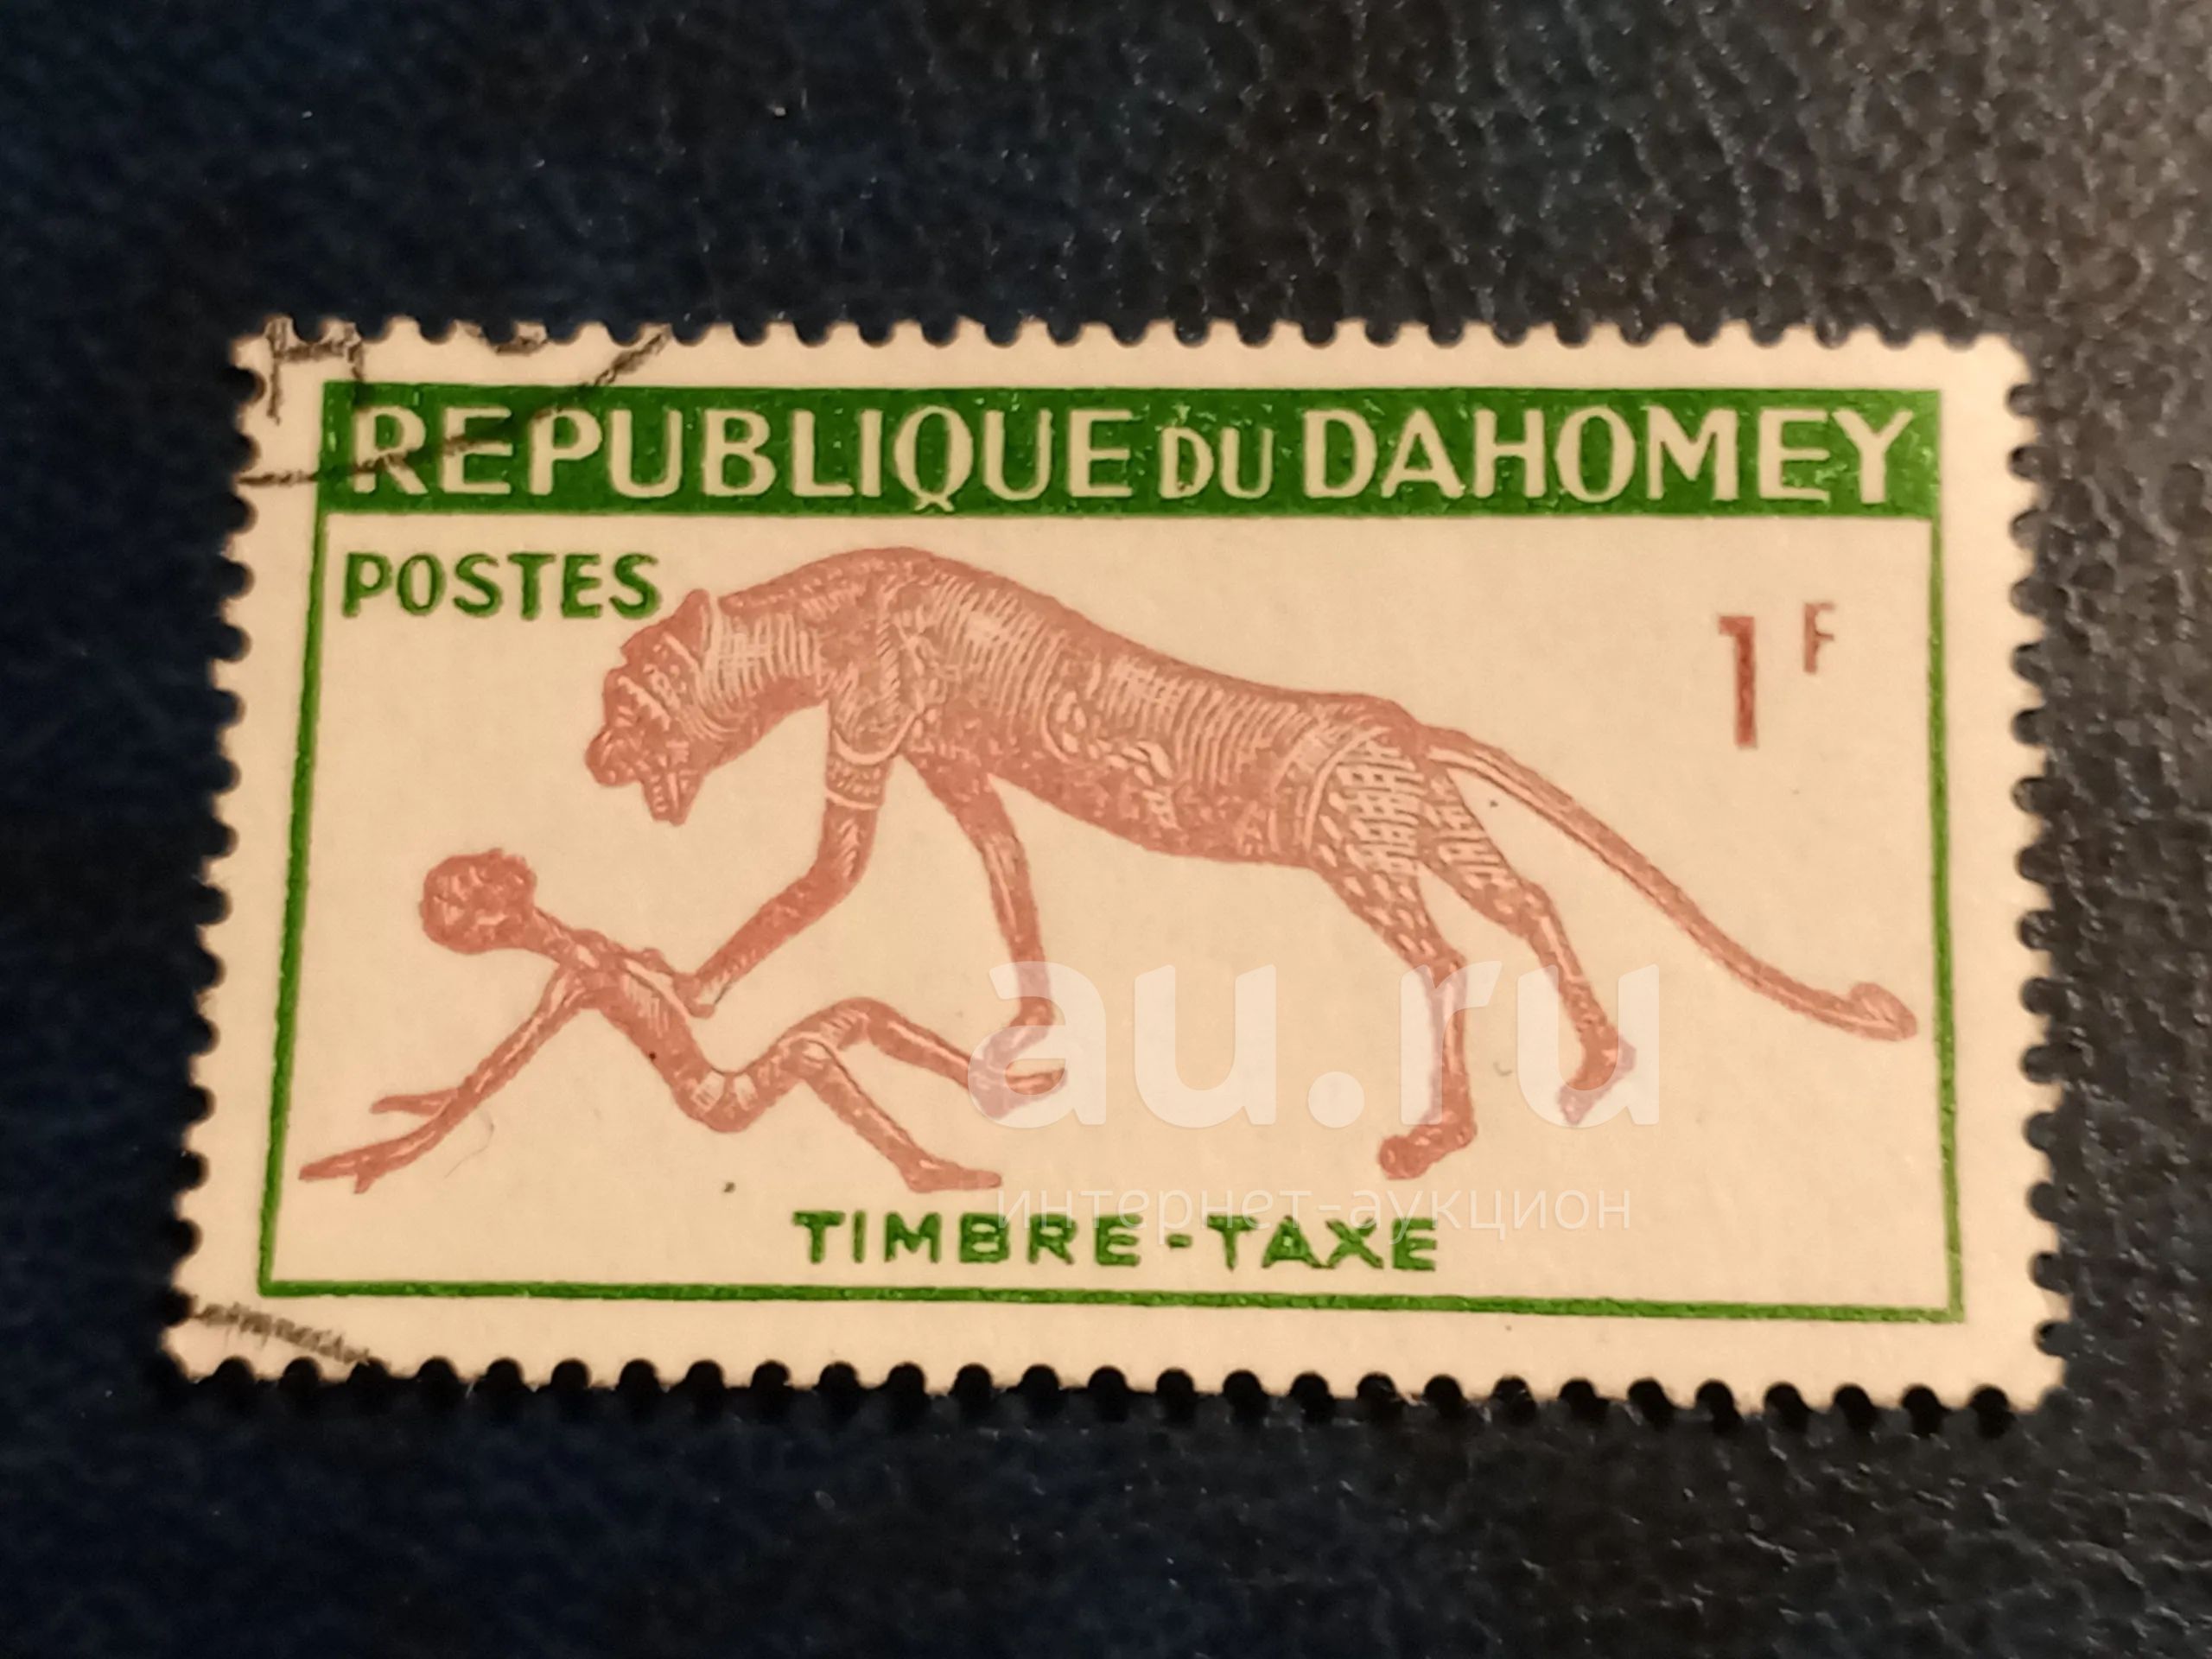 REPUBLIQUE DU DAHOMEY
POSTES
1F
au.ru
интернет-аукцион
TIMBRE-TAXE